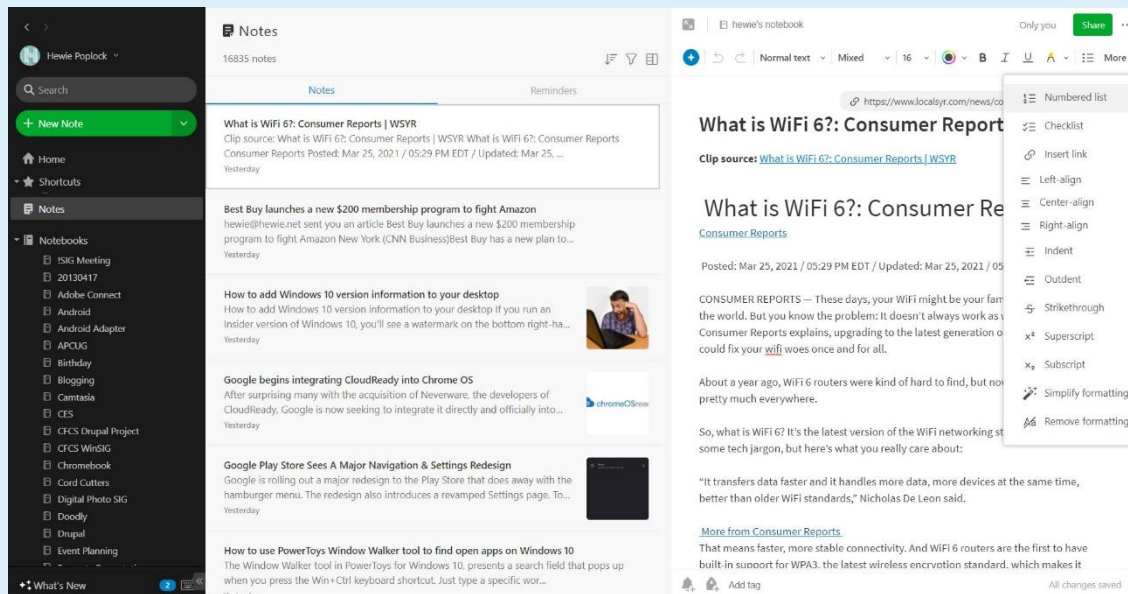 Hewie Poplock
Search
+ New Note
Home
Shortcuts
Notes
Notebooks
!SIG Meeting
20130417
Adobe Connect
Android
Android Adapter
APCUG
Birthday
Blogging
Camtasia
CES
CFCS Drupal Project
CFCS WinSIG
Chromebook
Cord Cutters
Digital Photo SIG
Doodly
Drupal
Event Planning
What's New 2
Notes
16835 notes
Notes Reminders
What is WiFi 6?: Consumer Reports | WSYR
Clip source: What is WiFi 6?: Consumer Reports | WSYR What is WiFi 6?: Consumer Reports
Consumer Reports Posted: Mar 25, 2021 / 05:29 PM EDT / Updated: Mar 25, ...
Yesterday
Best Buy launches a new $200 membership program to fight Amazon
hewie@hewie.net sent you an article Best Buy launches a new $200 membership
program to fight Amazon New York (CNN Business)Best Buy has a new plan to...
Yesterday
How to add Windows 10 version information to your desktop
How to add Windows 10 version information to your desktop If you run an
Insider version of Windows 10, you'll see a watermark on the bottom right-ha...
Yesterday
Google begins integrating CloudReady into Chrome OS
After surprising many with the acquisition of Neverware, the developers of
CloudReady, Google is now seeking to integrate it directly and officially into...
Yesterday
chromeOSrea
Google Play Store Sees A Major Navigation & Settings Redesign
Google is rolling out a major redesign to the Play Store that does away with the
hamburger menu. The redesign also introduces a revamped Settings page. To...
Yesterday
How to use PowerToys Window Walker tool to find open apps on Windows 10
The Window Walker tool in PowerToys for Windows 10, presents a search field that pops up
when you press the Win+Ctrl keyboard shortcut. Just type a specific wor...
hewie's notebook Only you Share
Normal text Mixed 16 B I U A More
https://www.localsyr.com/news/co
What is WiFi 6?: Consumer Report
Clip source: What is WiFi 6?: Consumer Reports | WSYR
What is WiFi 6?: Consumer Re
Consumer Reports
Posted: Mar 25, 2021 / 05:29 PM EDT / Updated: Mar 25, 2021 / 05
CONSUMER REPORTS — These days, your WiFi might be your fam
the world. But you know the problem: It doesn't always work as
Consumer Reports explains, upgrading to the latest generation o
could fix your wifi woes once and for all.
About a year ago, WiFi 6 routers were kind of hard to find, but now
pretty much everywhere.
So, what is WiFi 6? It's the latest version of the WiFi networking st
some tech jargon, but here's what you really care about:
"It transfers data faster and it handles more data, more devices at the same time,
better than older WiFi standards," Nicholas De Leon said.
More from Consumer Reports
That means faster, more stable connectivity. And WiFi 6 routers are the first to have
built-in support for WPA3, the latest wireless encryption standard, which makes it
Numbered list
Checklist
Insert link
Left-align
Center-align
Right-align
Indent
Outdent
Strikethrough
Superscript
Subscript
Simplify formatting
Remove formatting
Add tag All changes saved